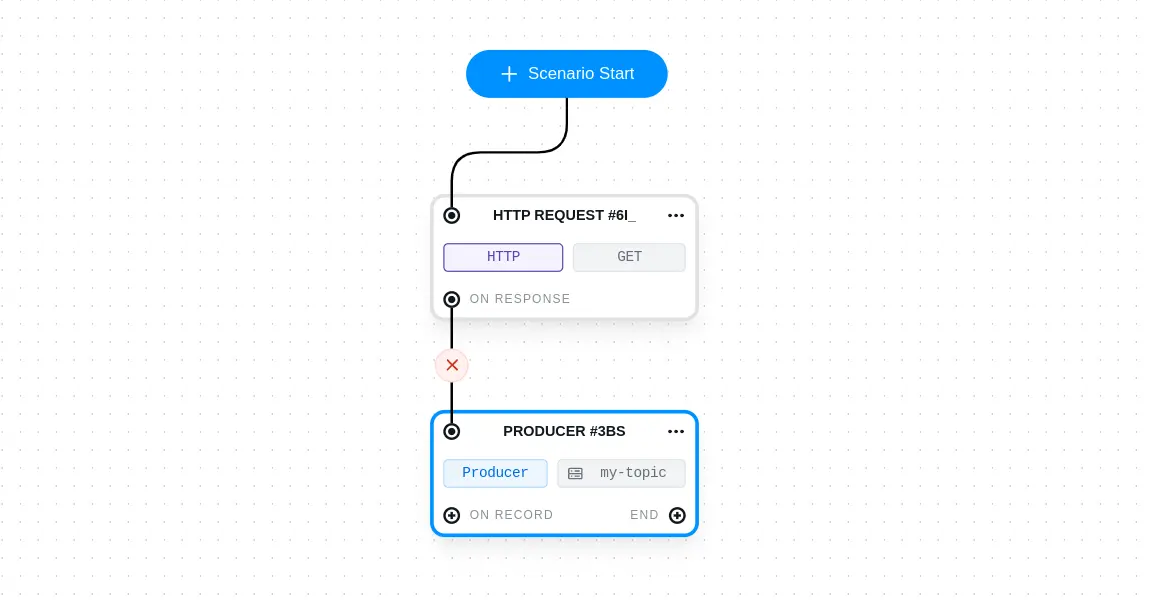 Scenario Start
HTTP REQUEST #6I_
HTTP GET
ON RESPONSE
PRODUCER #3BS
Producer my-topic
ON RECORD END